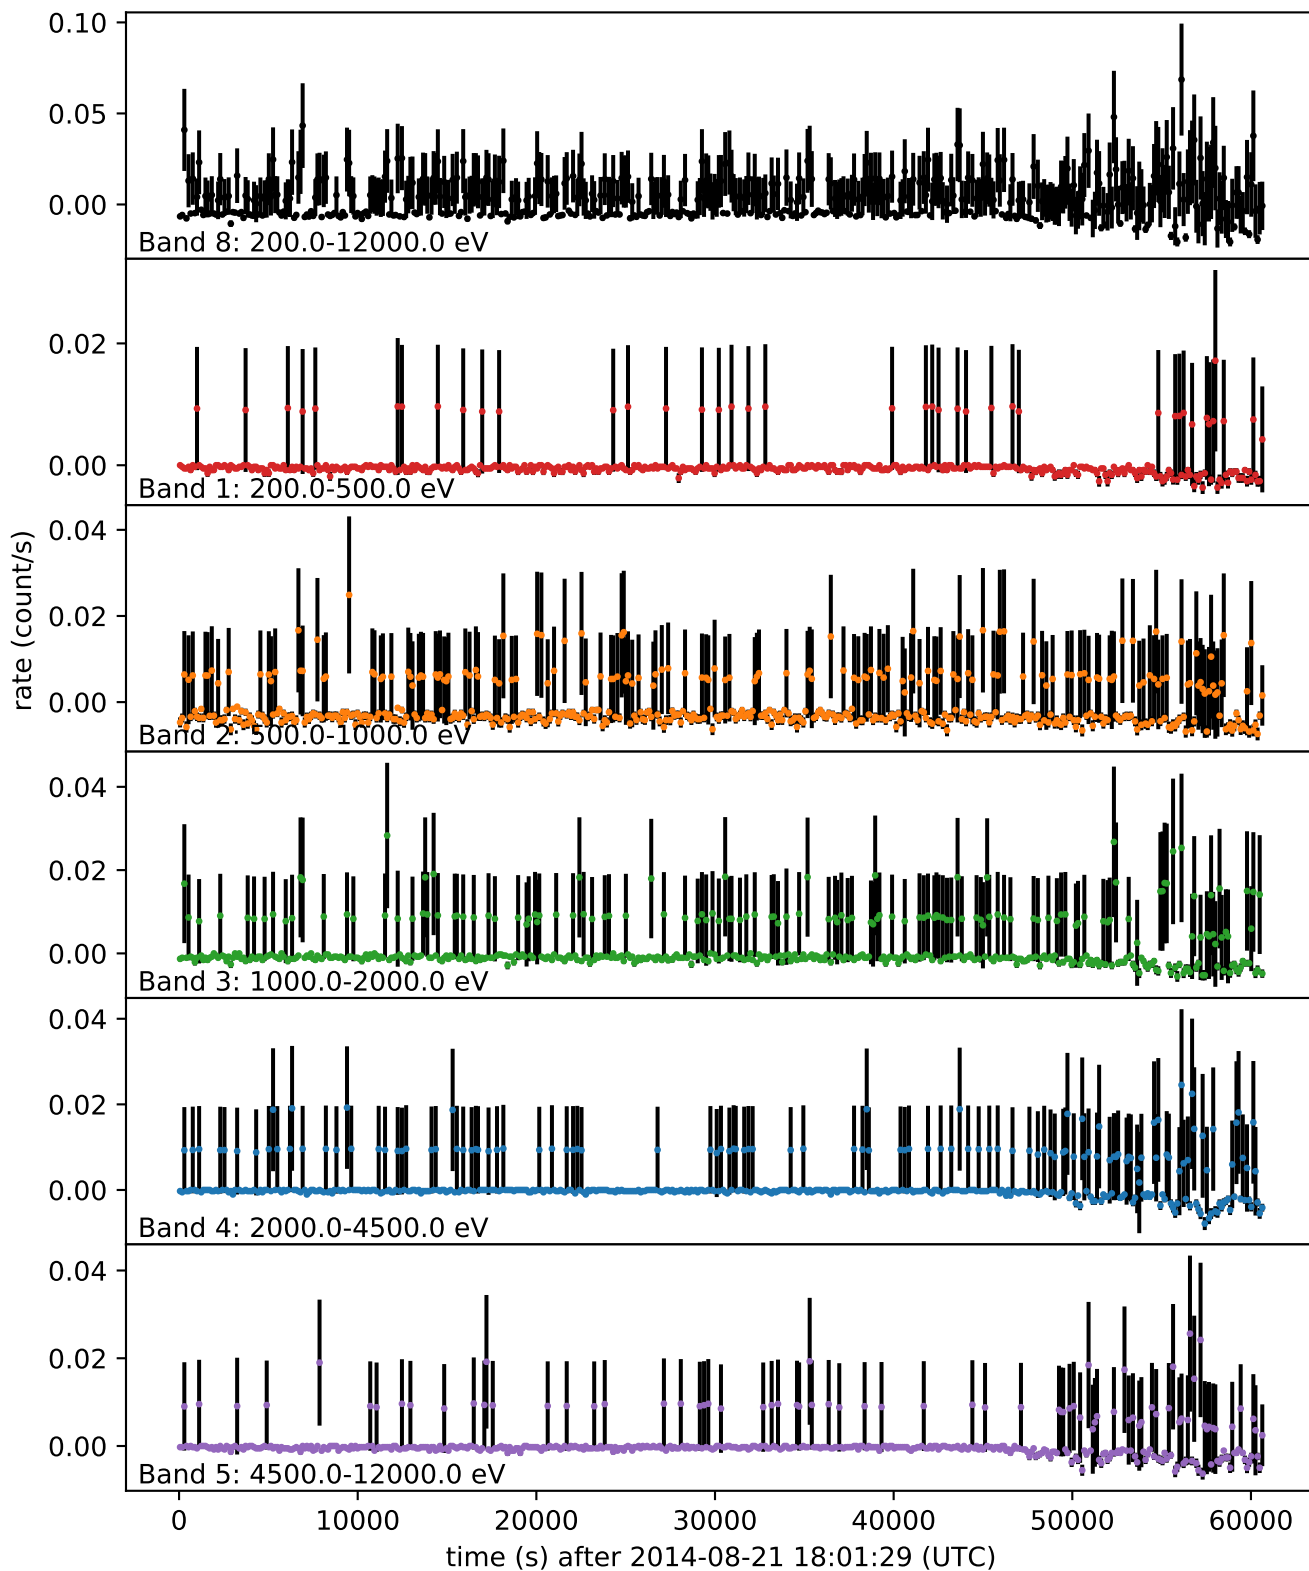 0.10
0.05
0.00
Band 8: 200.0-12000.0 eV
0.02
0.00
Band 1: 200.0-500.0 eV
rate (count/s)
0.04
0.02
0.00
Band 2: 500.0-1000.0 eV
0.04
0.02
0.00
Band 3: 1000.0-2000.0 eV
0.04
0.02
0.00
Band 4: 2000.0-4500.0 eV
0.04
0.02
0.00
Band 5: 4500.0-12000.0 eV
0 10000 20000 30000 40000 50000 60000
time (s) after 2014-08-21 18:01:29 (UTC)